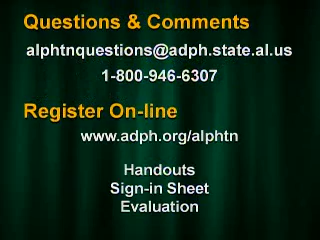 Questions & Comments
alphtnquestions@adph.state.al.us
1-800-946-6307
Register On-line
www.adph.org/alphtn
Handouts
Sign-in Sheet
Evaluation